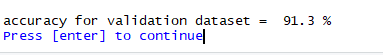 accuracy for validation dataset =  91.3 %
Press [enter] to continue